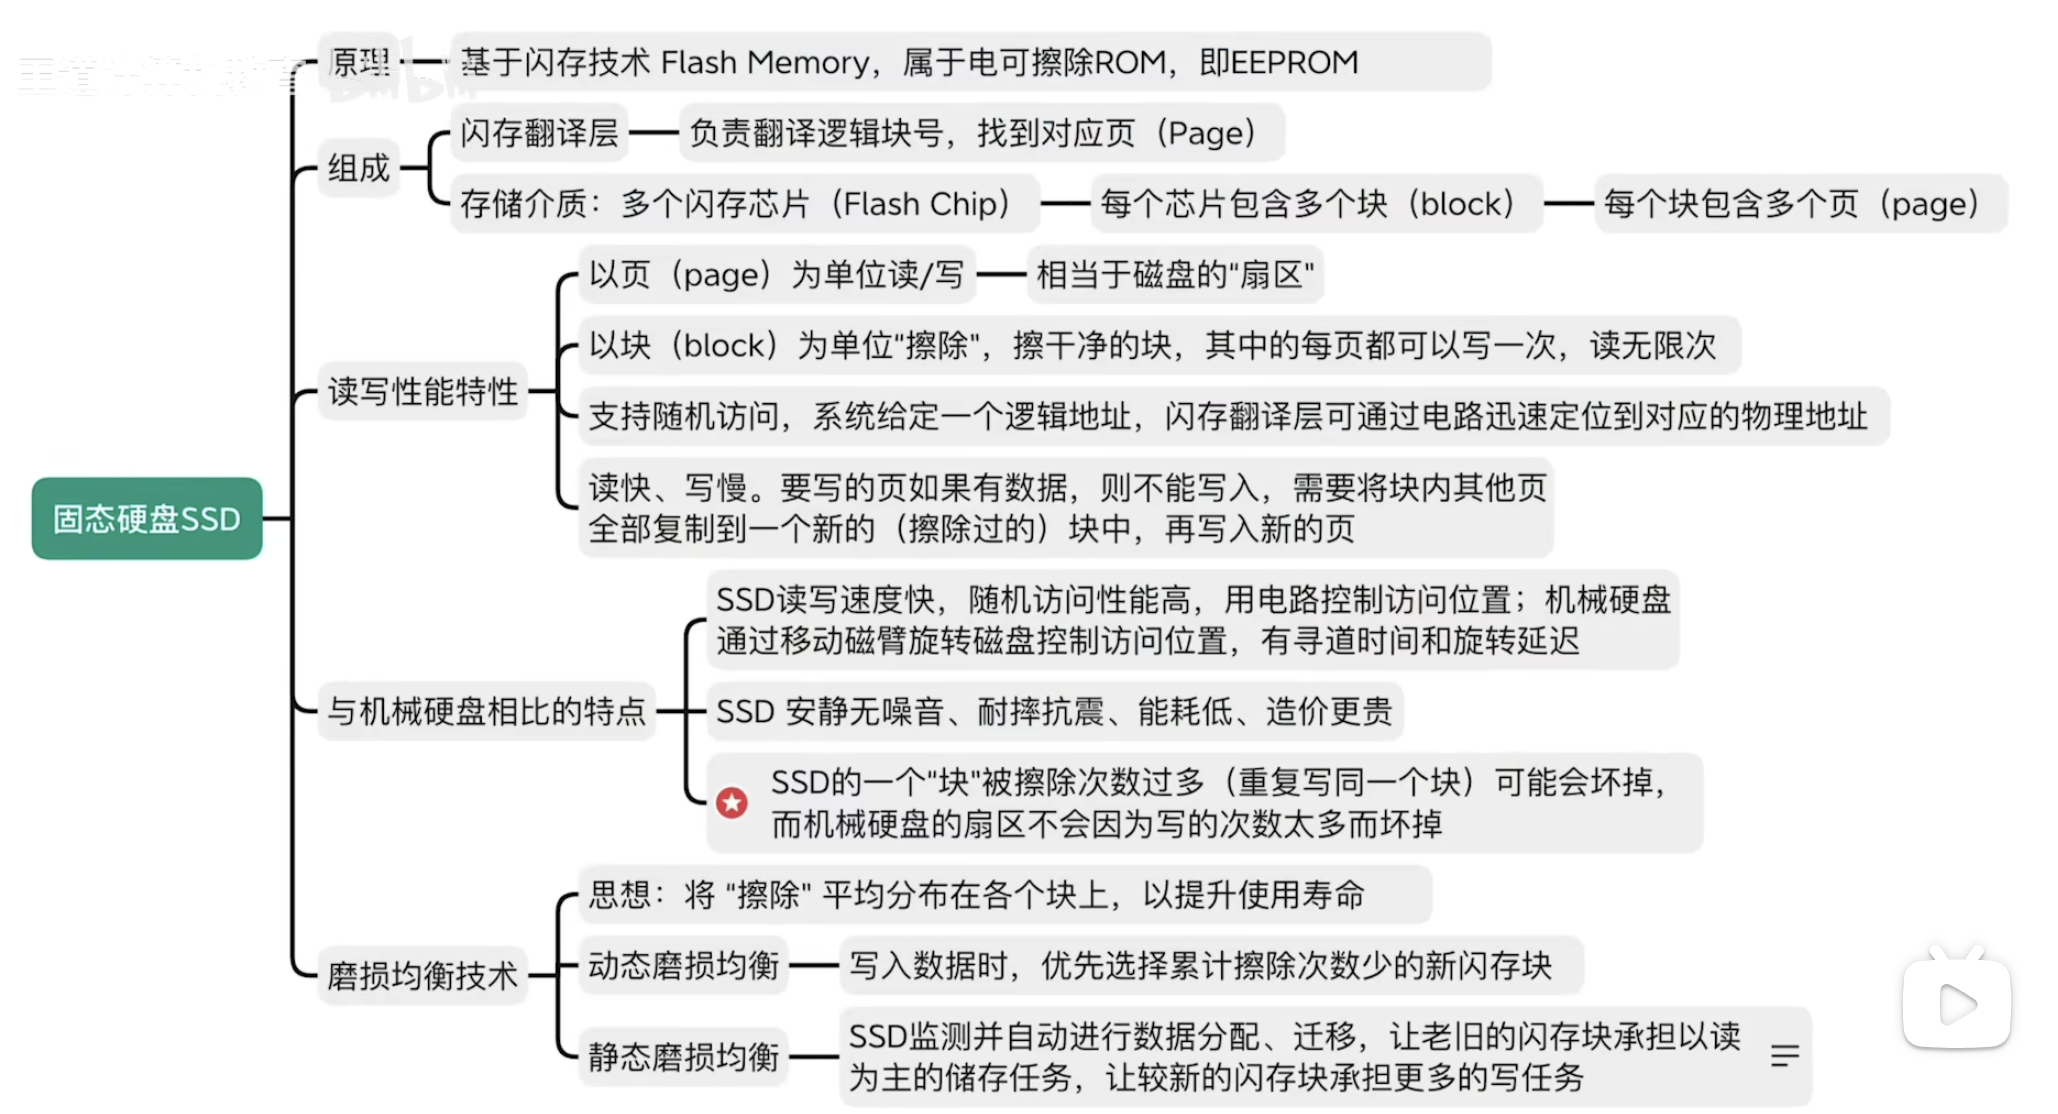 原理
基于闪存技术 Flash Memory，属于电可擦除ROM，即EEPROM
组成
闪存翻译层
负责翻译逻辑块号，找到对应页（Page）
存储介质：多个闪存芯片（Flash Chip）
每个芯片包含多个块（block）
每个块包含多个页（page）
读写性能特性
以页（page）为单位读/写
相当于磁盘的"扇区"
以块（block）为单位"擦除"，擦干净的块，其中的每页都可以写一次，读无限次
支持随机访问，系统给定一个逻辑地址，闪存翻译层可通过电路迅速定位到对应的物理地址
读快、写慢。要写的页如果有数据，则不能写入，需要将块内其他页
全部复制到一个新的（擦除过的）块中，再写入新的页
固态硬盘SSD
与机械硬盘相比的特点
SSD读写速度快，随机访问性能高，用电路控制访问位置；机械硬盘
通过移动磁臂旋转磁盘控制访问位置，有寻道时间和旋转延迟
SSD 安静无噪音、耐摔抗震、能耗低、造价更贵
SSD的一个“块"被擦除次数过多（重复写同一个块）可能会坏掉，
而机械硬盘的扇区不会因为写的次数太多而坏掉
磨损均衡技术
思想：将 "擦除" 平均分布在各个块上，以提升使用寿命
动态磨损均衡
写入数据时，优先选择累计擦除次数少的新闪存块
静态磨损均衡
SSD监测并自动进行数据分配、迁移，让老旧的闪存块承担以读
为主的储存任务，让较新的闪存块承担更多的写任务